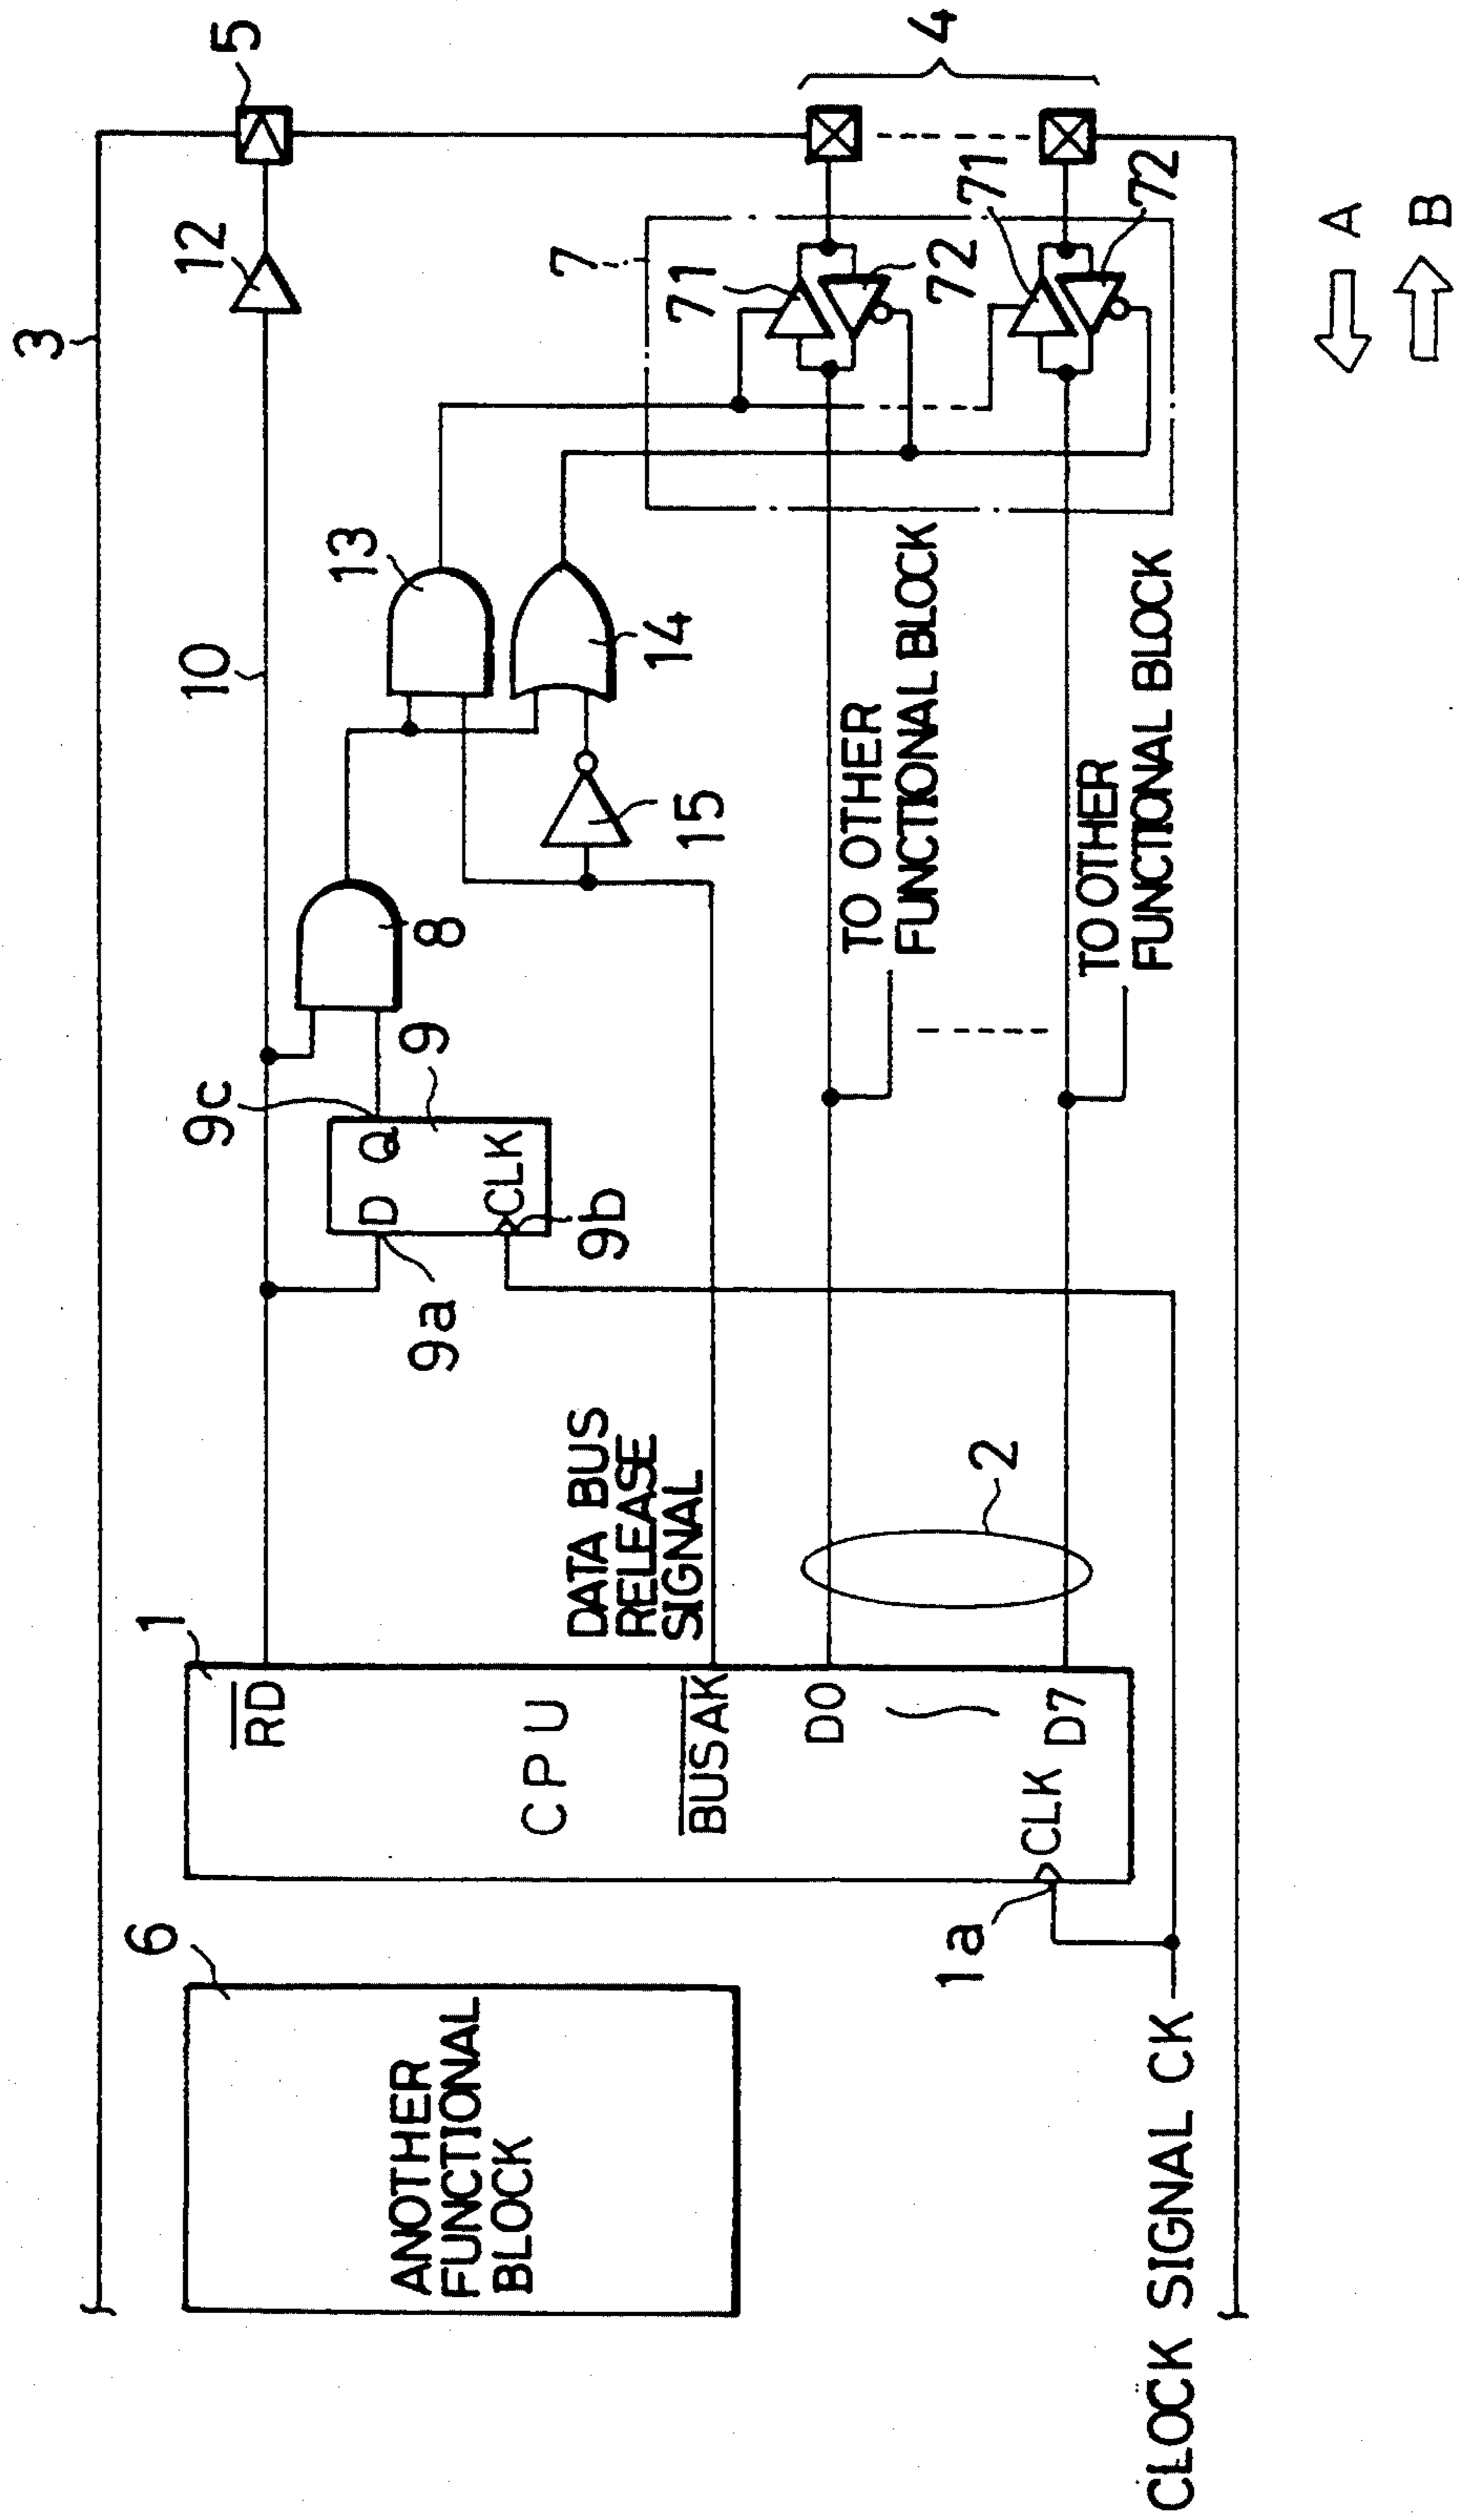 3
5
12
10
1
RD
CPU
DATA BUS
RELEASE
SIGNAL
BUSAK
D0
D7
CLK
1a
2
6
ANOTHER
FUNCTIONAL
BLOCK
9a
9b
9c
9
D Q
CLK
8
13
14
15
7
71
72
71
72
4
TO OTHER
FUNCTIONAL BLOCK
TO OTHER
FUNCTIONAL BLOCK
CLOCK SIGNAL CK
A
B